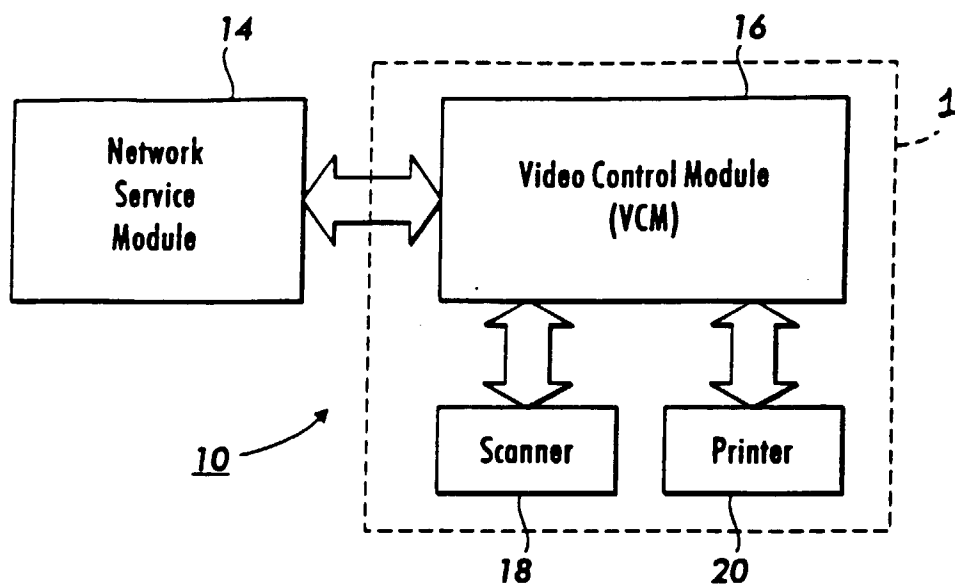 14
16
1
Network
Service
Module
Video Control Module
(VCM)
Scanner
Printer
10
18
20